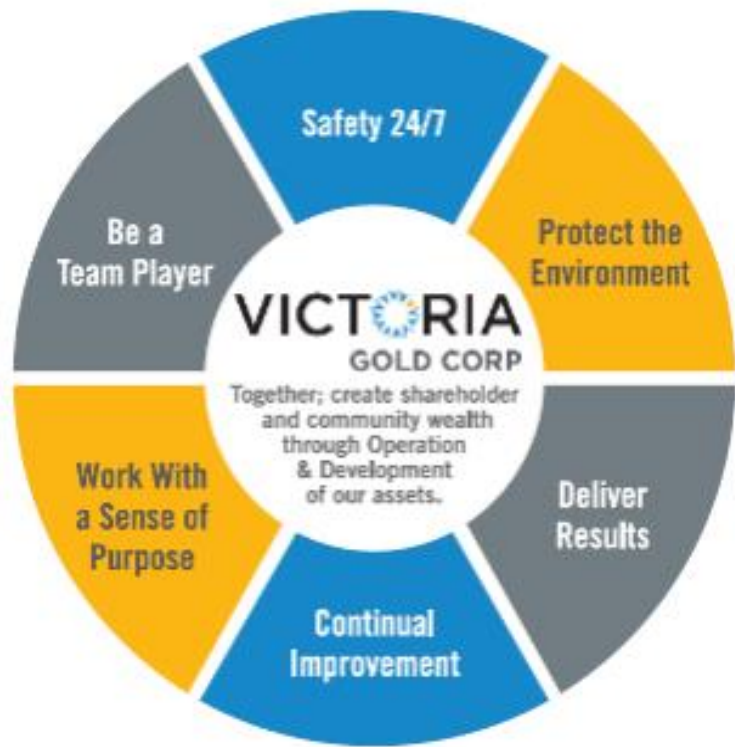 Safety 24/7
Protect the
Environment
Deliver
Results
Continual
Improvement
Work With
a Sense of
Purpose
Be a
Team Player
VICTORIA
GOLD CORP
Together; create shareholder
and community wealth
through Operation
& Development
of our assets.